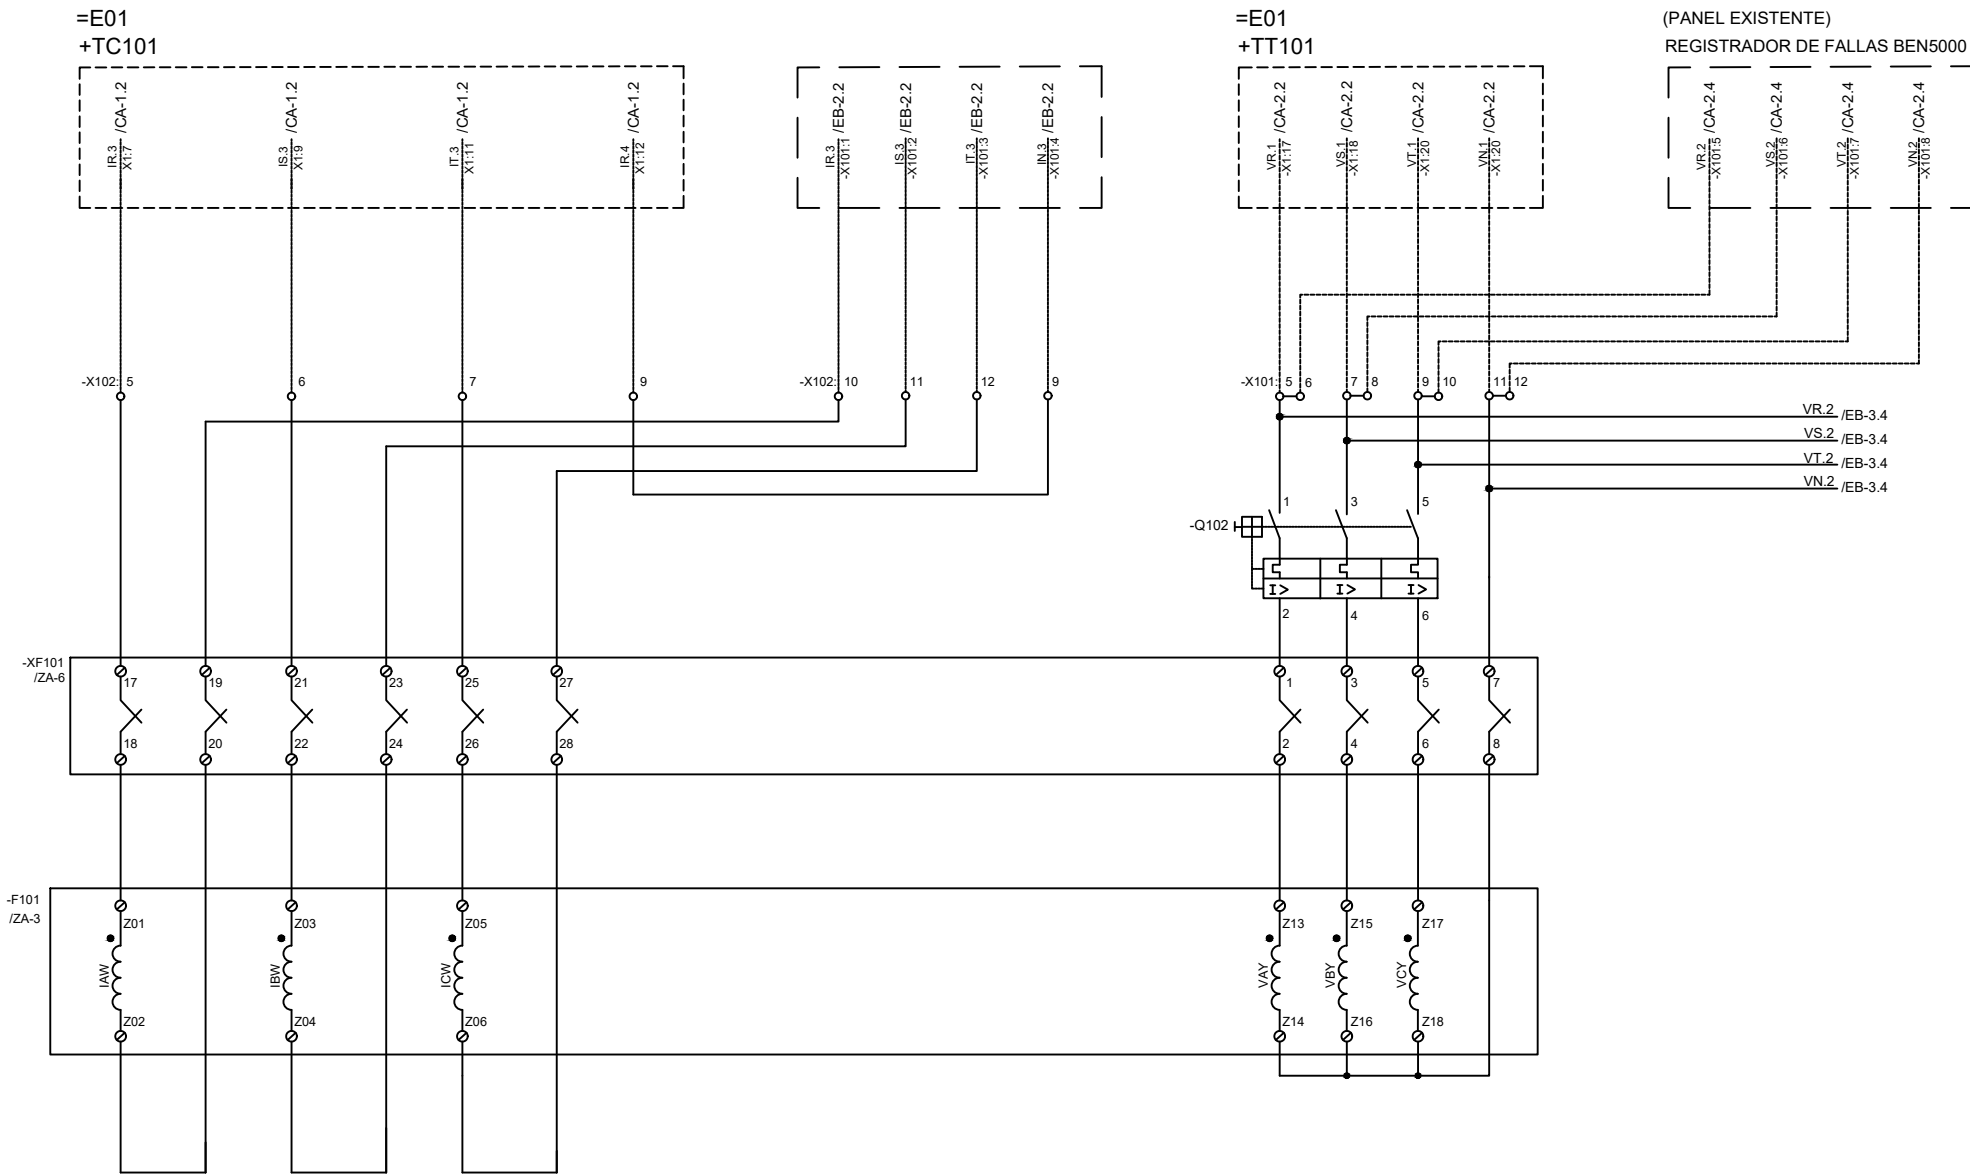 =E01
+TC101
=E01
+TT101
(PANEL EXISTENTE)
REGISTRADOR DE FALLAS BEN5000
IR.3 /CA-1.2
X1:7
IS.3 /CA-1.2
X1:9
IT.3 /CA-1.2
X1:11
IR.4 /CA-1.2
X1:12
IR.3 /EB-2.2
-X101:1
IS.3 /EB-2.2
-X101:2
IT.3 /EB-2.2
-X101:3
IN.3 /EB-2.2
-X101:4
VR.1 /CA-2.2
-X1:17
VS.1 /CA-2.2
-X1:18
VT.1 /CA-2.2
-X1:20
VN.1 /CA-2.2
-X1:20
VR.2 /CA-2.4
-X101:5
VS.2 /CA-2.4
-X101:6
VT.2 /CA-2.4
-X101:7
VN.2 /CA-2.4
-X101:8
-X102: 5 6 7 9
-X102: 10 11 12 9
-X101: 5 6 7 8 9 10 11 12
VR.2 /EB-3.4
VS.2 /EB-3.4
VT.2 /EB-3.4
VN.2 /EB-3.4
1 3 5
-Q102
I> I> I>
2 4 6
-XF101
/ZA-6
17 19 21 23 25 27 1 3 5 7
18 20 22 24 26 28 2 4 6 8
-F101
/ZA-3
Z01 Z03 Z05 Z13 Z15 Z17
IAW IBW ICW VAY VBY VCY
Z02 Z04 Z06 Z14 Z16 Z18